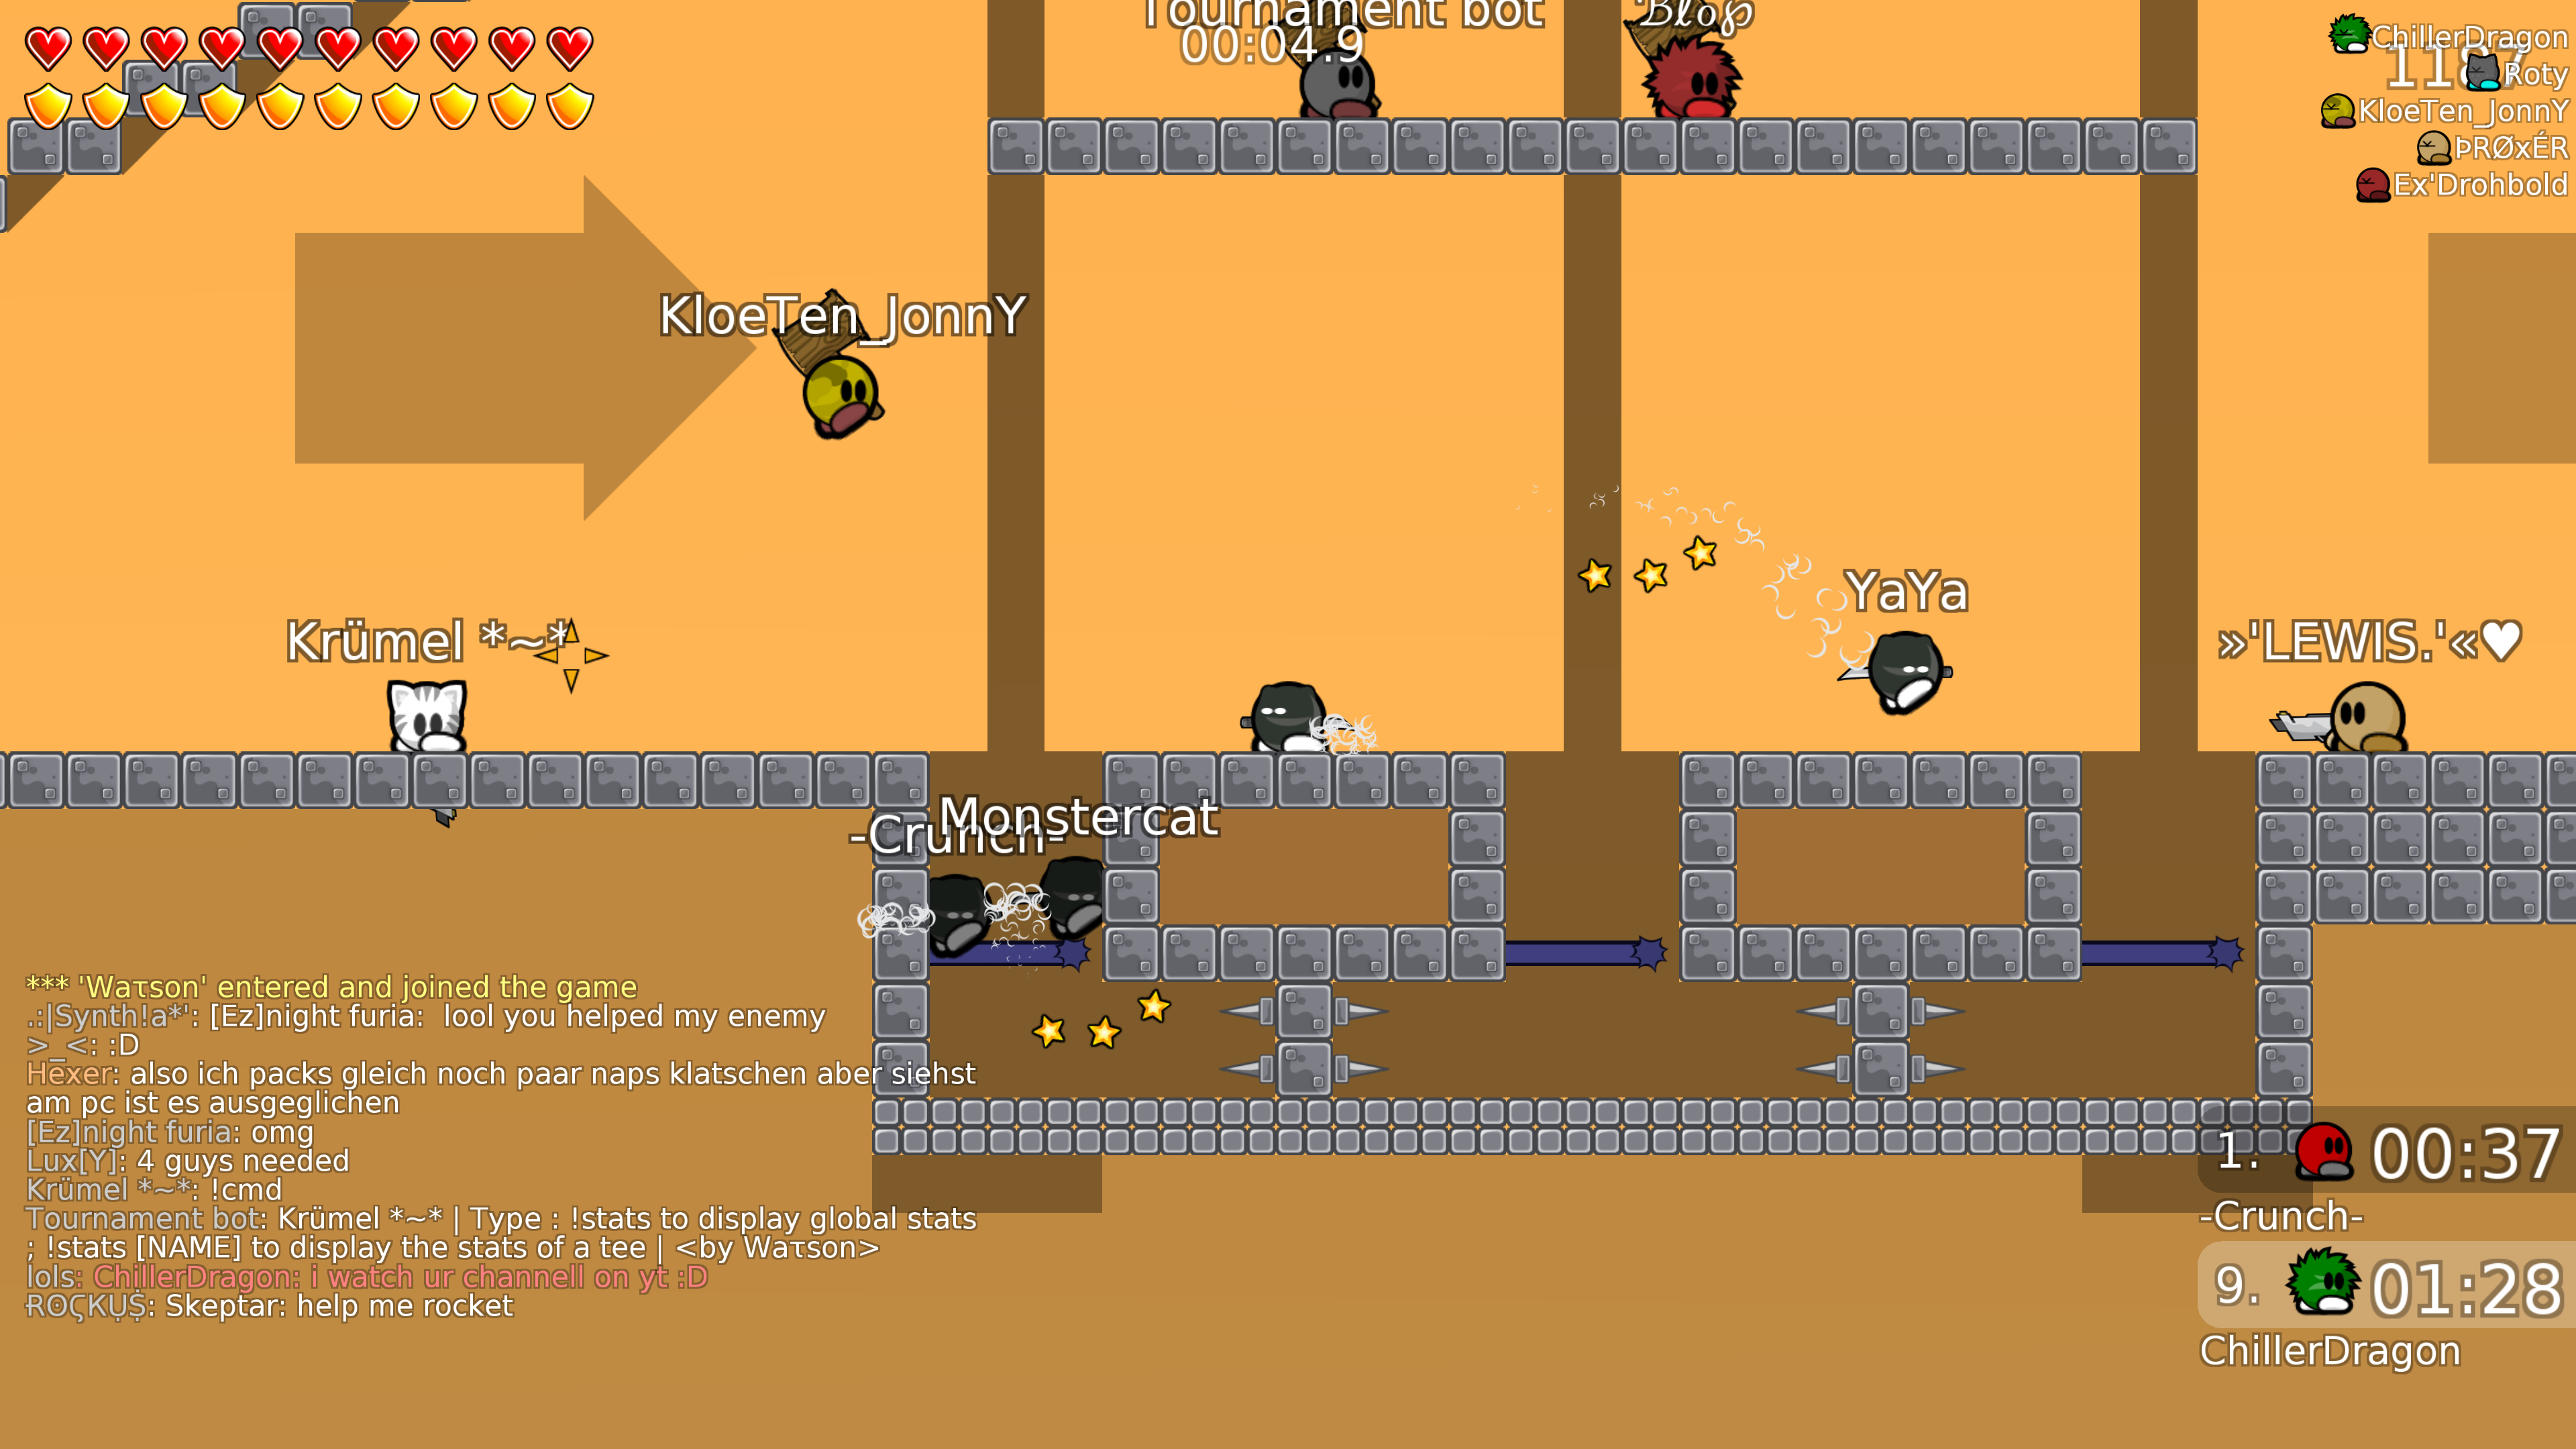 Tournament bot
00:04.9
ChillerDragon
Roty
KloeTen_JonnY
ÞRØxÉR
Ex'Drohbold
KloeTen_JonnY
YaYa
Krümel *~*
»'LEWIS.'«♥
Monstercat
-Crunch-
*** 'Waτson' entered and joined the game
.:|Synth!a*': [Ez]night furia:  lool you helped my enemy
>_<: :D
Hexer: also ich packs gleich noch paar naps klatschen aber siehst
am pc ist es ausgeglichen
[Ez]night furia: omg
Lux[Y]: 4 guys needed
Krümel *~*: !cmd
Tournament bot: Krümel *~* | Type : !stats to display global stats
; !stats [NAME] to display the stats of a tee | <by Waτson>
lols: ChillerDragon: i watch ur channell on yt :D
Skeptar: help me rocket
1. 00:37
-Crunch-
9. 01:28
ChillerDragon